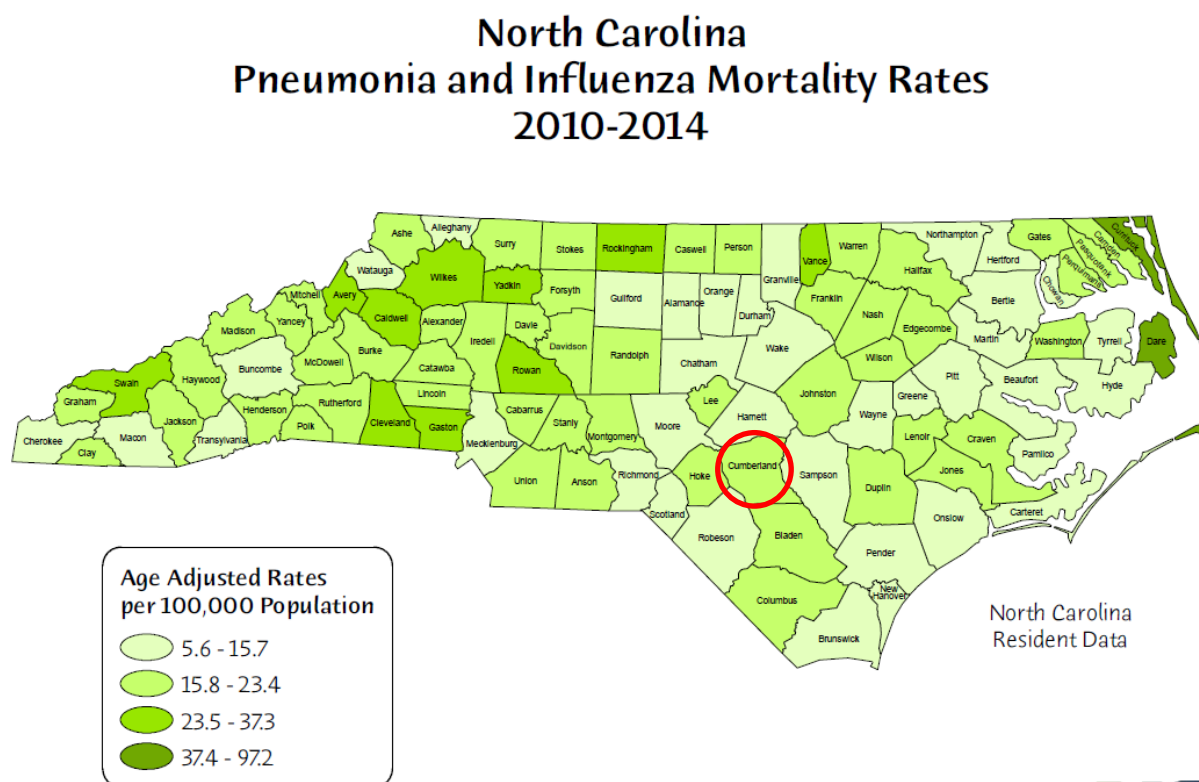 North Carolina
Pneumonia and Influenza Mortality Rates
2010-2014
Ashe
Alleghany
Surry
Stokes
Rockingham
Caswell
Person
Granville
Vance
Warren
Northampton
Gates
Currituck
Camden
Pasquotank
Perquimans
Chowan
Hertford
Halifax
Watauga
Wilkes
Yadkin
Forsyth
Guilford
Alamance
Orange
Durham
Franklin
Bertie
Mitchell
Avery
Caldwell
Alexander
Davie
Nash
Edgecombe
Martin
Washington
Tyrrell
Dare
Madison
Yancey
Burke
Iredell
Davidson
Randolph
Chatham
Wake
Wilson
McDowell
Catawba
Rowan
Pitt
Beaufort
Hyde
Swain
Haywood
Buncombe
Lincoln
Lee
Johnston
Greene
Wayne
Graham
Jackson
Henderson
Rutherford
Cleveland
Gaston
Cabarrus
Stanly
Montgomery
Moore
Harnett
Lenoir
Craven
Pamlico
Cherokee
Clay
Macon
Transylvania
Polk
Mecklenburg
Union
Anson
Richmond
Hoke
Cumberland
Sampson
Duplin
Jones
Onslow
Carteret
Scotland
Robeson
Bladen
Pender
New
Hanover
Columbus
Brunswick
Age Adjusted Rates
per 100,000 Population
5.6 - 15.7
15.8 - 23.4
23.5 - 37.3
37.4 - 97.2
North Carolina
Resident Data